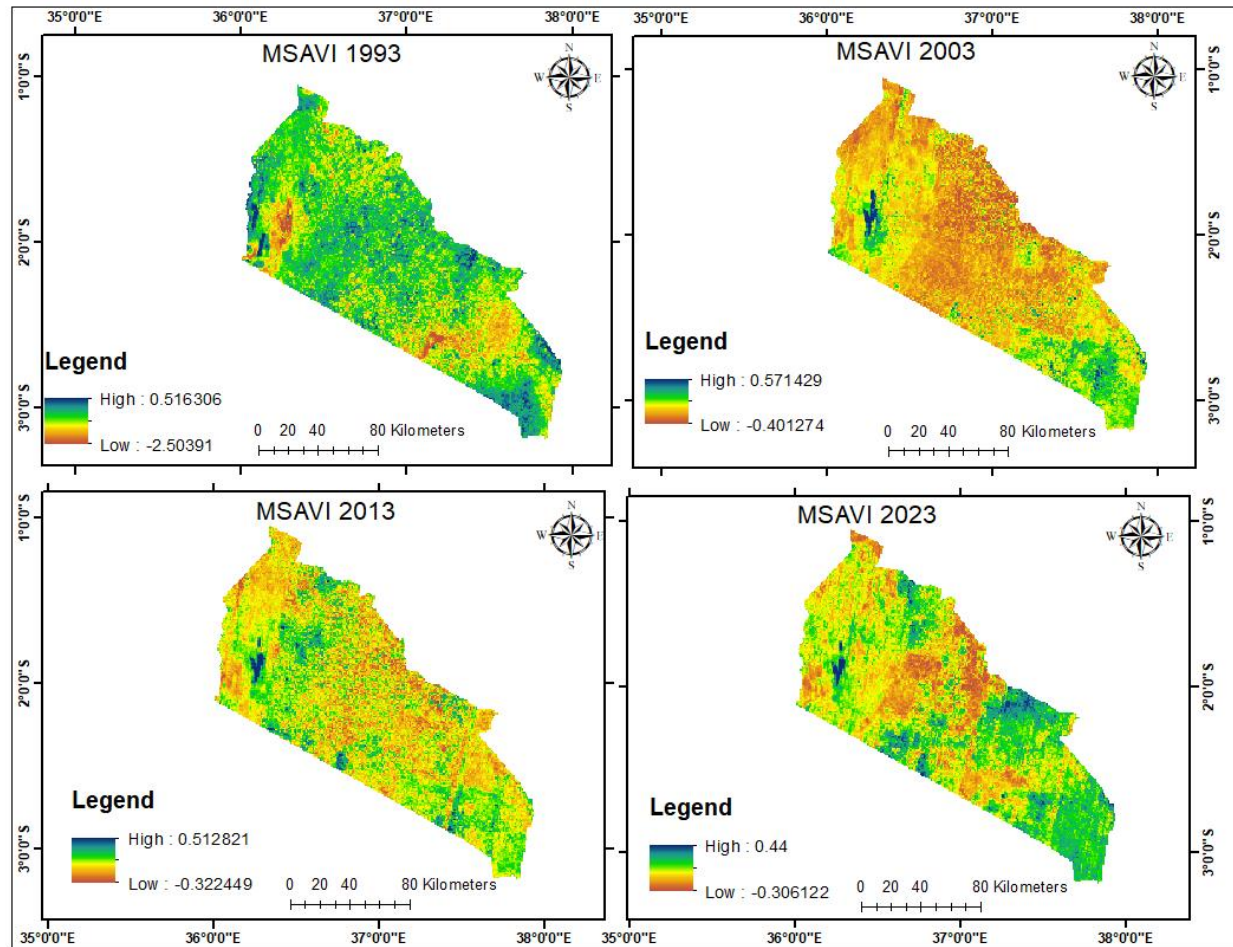 35°0'0"E 36°0'0"E 37°0'0"E 38°0'0"E 36°0'0"E 37°0'0"E 38°0'0"E
MSAVI 1993
N
W E
S
1°0'0"S
2°0'0"S
3°0'0"S
Legend
High : 0.516306
Low : -2.50391
0 20 40 80 Kilometers
MSAVI 2003
N
W E
S
1°0'0"S
2°0'0"S
3°0'0"S
Legend
High : 0.571429
Low : -0.401274
0 20 40 80 Kilometers
MSAVI 2013
N
W E
S
1°0'0"S
2°0'0"S
3°0'0"S
Legend
High : 0.512821
Low : -0.322449
0 20 40 80 Kilometers
MSAVI 2023
N
W E
S
1°0'0"S
2°0'0"S
3°0'0"S
Legend
High : 0.44
Low : -0.306122
0 20 40 80 Kilometers
35°0'0"E 36°0'0"E 37°0'0"E 38°0'0"E 36°0'0"E 37°0'0"E 38°0'0"E